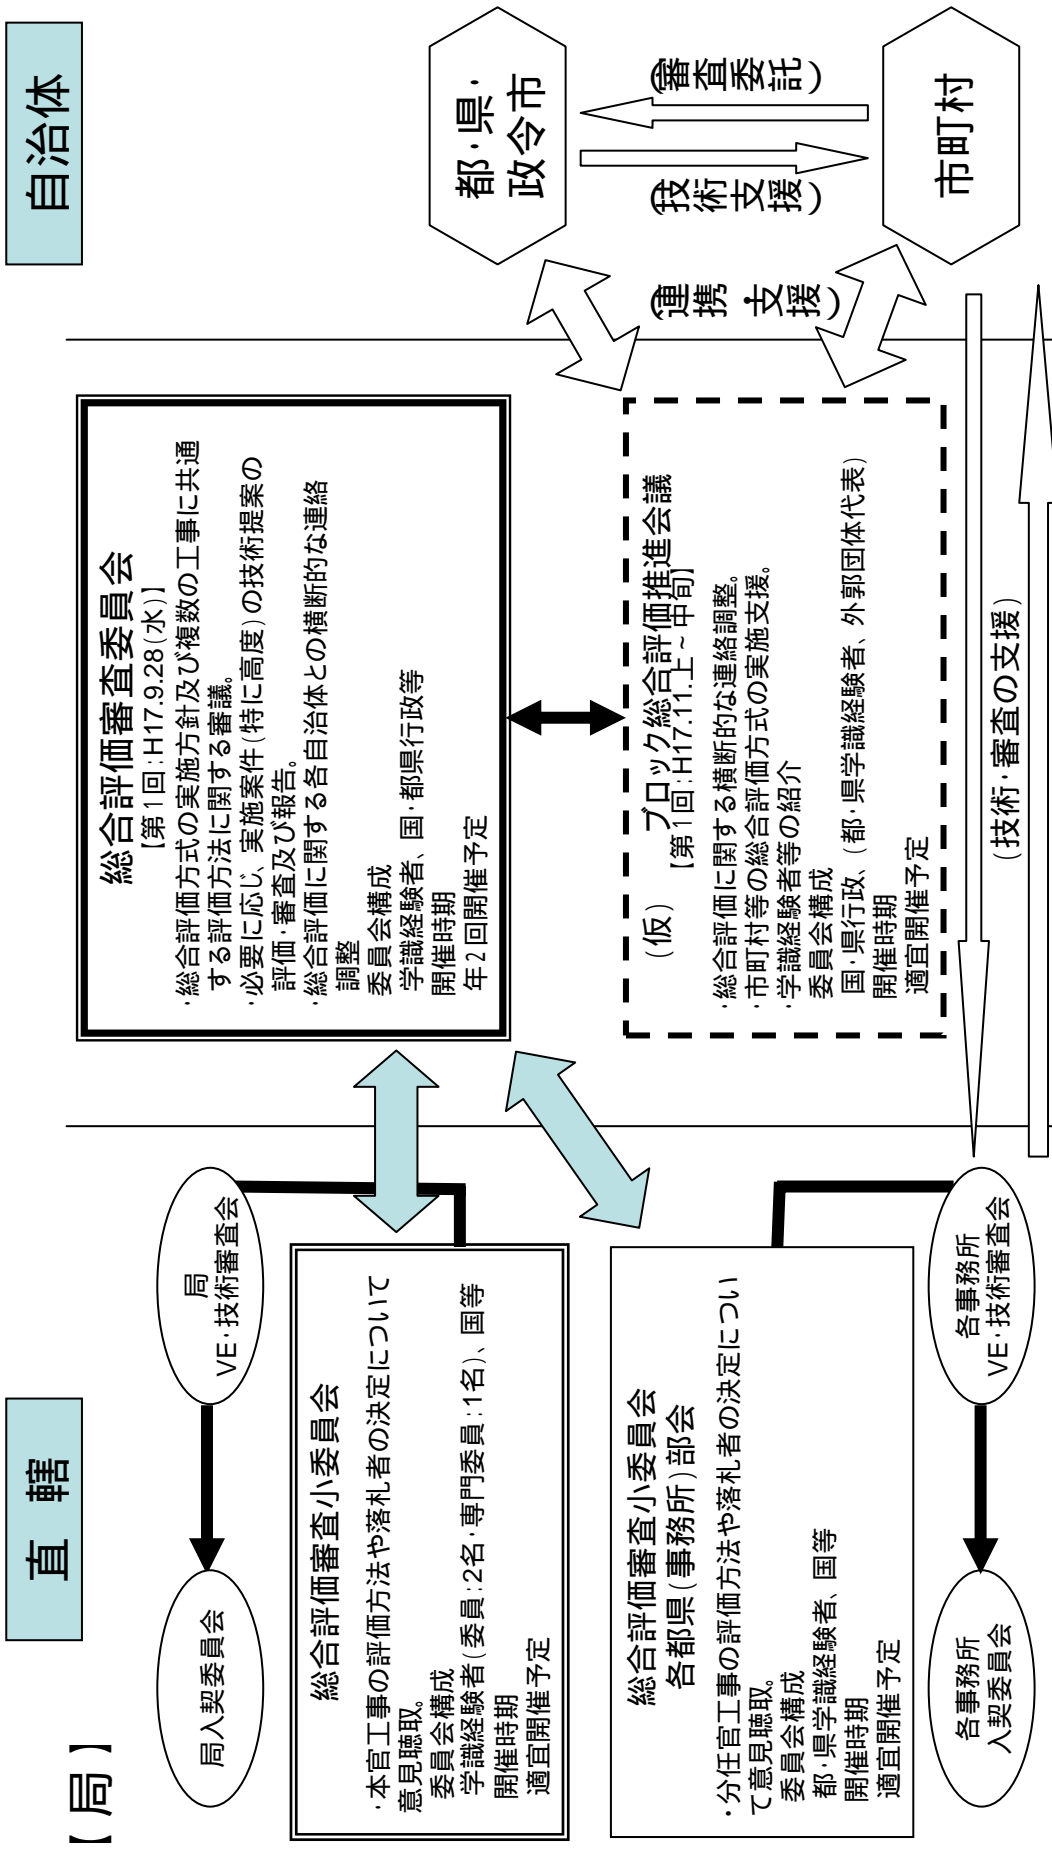 【局】
直 轄
自治体
局入契委員会
局
VE・技術審査会
総合評価審査小委員会
・本官工事の評価方法や落札者の決定について
意見聴取。
委員会構成
学識経験者(委員:2名・専門委員:1名)、国等
開催時期
適宜開催予定
総合評価審査小委員会
各都県(事務所)部会
・分任官工事の評価方法や落札者の決定につい
て意見聴取。
委員会構成
都・県学識経験者、国等
開催時期
適宜開催予定
各事務所
入契委員会
各事務所
VE・技術審査会
総合評価審査委員会
【第1回:H17.9.28(水)】
・総合評価方式の実施方針及び複数の工事に共通
する評価方法に関する審議。
・必要に応じ、実施案件(特に高度)の技術提案の
評価・審査及び報告。
・総合評価に関する各自治体との横断的な連絡
調整
委員会構成
学識経験者、国・都県行政等
開催時期
年2回開催予定
(仮) ブロック総合評価推進会議
【第1回:H17.11.上~中旬】
・総合評価に関する横断的な連絡調整。
・市町村等の総合評価方式の実施支援。
・学識経験者等の紹介
委員会構成
国・県行政、(都・県学識経験者、外郭団体代表)
開催時期
適宜開催予定
(技術・審査の支援)
(連携・支援)
都・県・
政令市
(技術支援)
(審査委託)
市町村